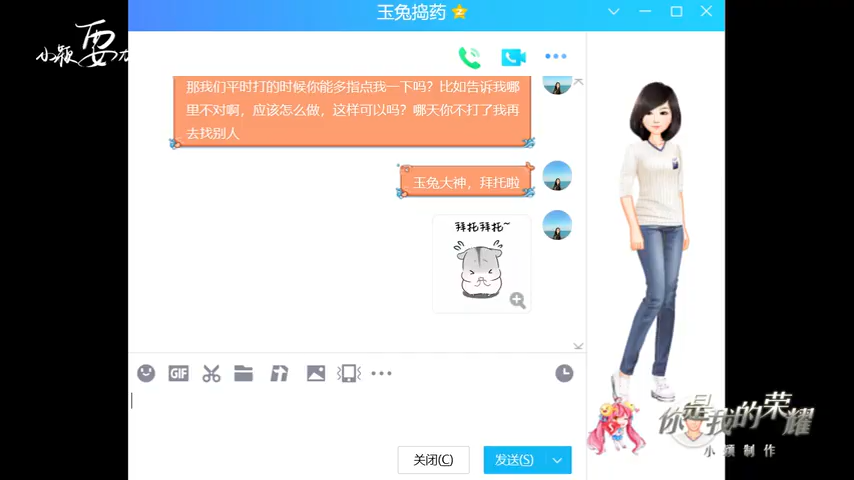 玉兔捣药
小颖
要
那我们平时打的时候你能多指点我一下吗？比如告诉我哪
里不对啊，应该怎么做，这样可以吗？哪天你不打了我再
去找别人
玉兔大神，拜托啦
拜托拜托~
GIF
关闭(C)
发送(S)
你是我的荣耀
小颖制作